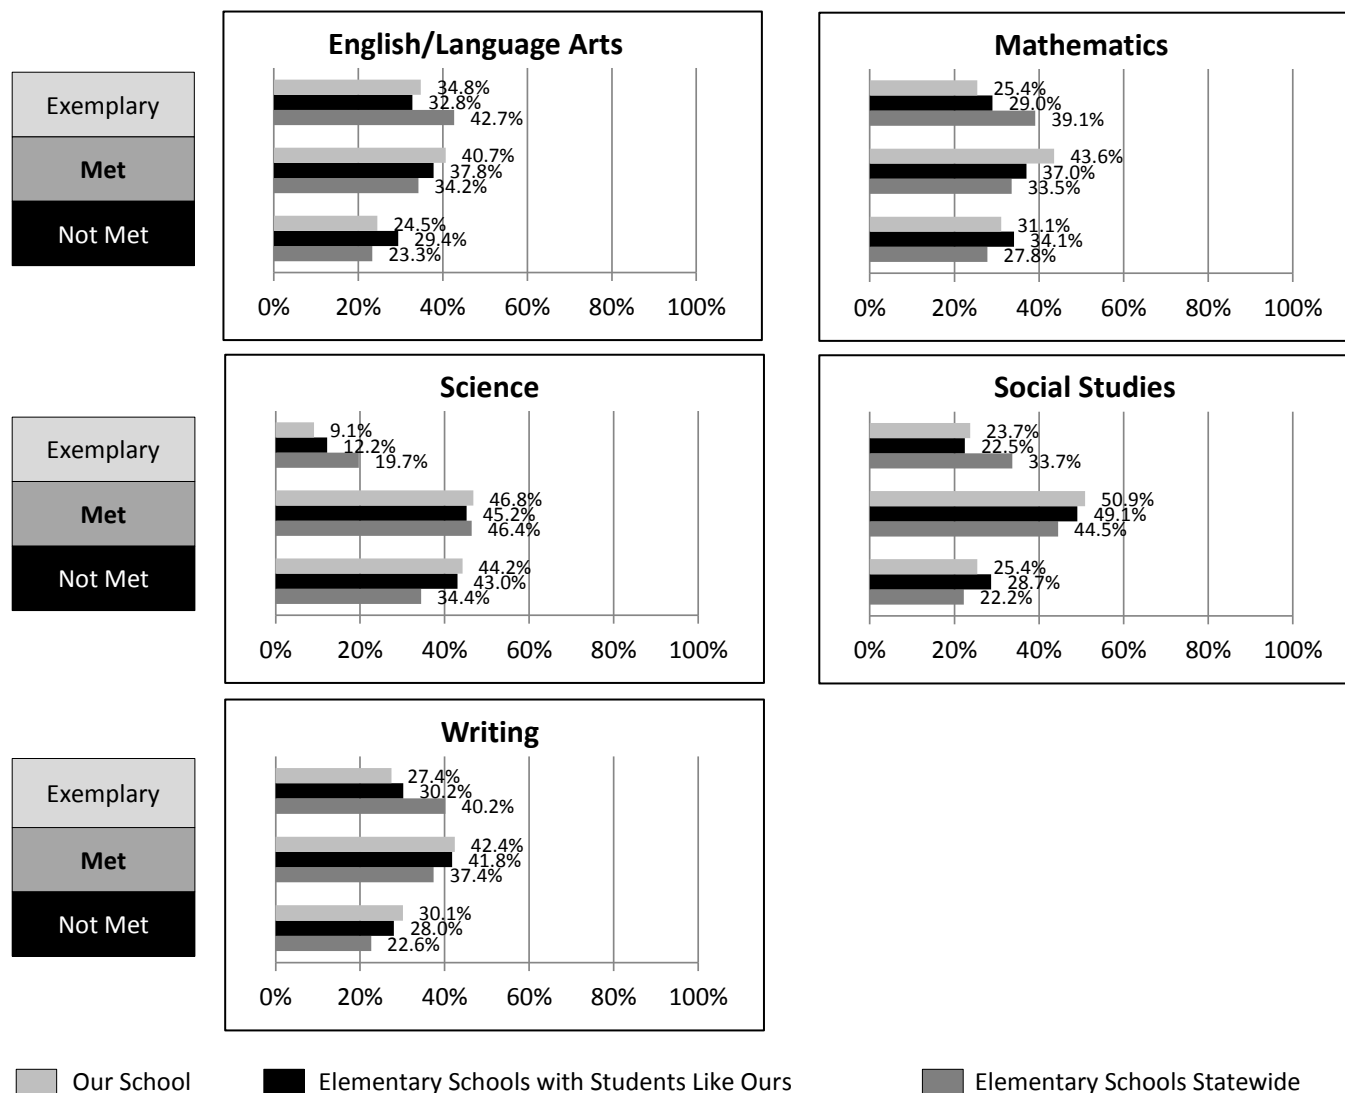 English/Language Arts
Exemplary
Met
Not Met
34.8%
32.8%
42.7%
40.7%
37.8%
34.2%
24.5%
29.4%
23.3%
0% 20% 40% 60% 80% 100%
Mathematics
25.4%
29.0%
39.1%
43.6%
37.0%
33.5%
31.1%
34.1%
27.8%
0% 20% 40% 60% 80% 100%
Science
Exemplary
Met
Not Met
9.1%
12.2%
19.7%
46.8%
45.2%
46.4%
44.2%
43.0%
34.4%
0% 20% 40% 60% 80% 100%
Social Studies
23.7%
22.5%
33.7%
50.9%
49.1%
44.5%
25.4%
28.7%
22.2%
0% 20% 40% 60% 80% 100%
Writing
Exemplary
Met
Not Met
27.4%
30.2%
40.2%
42.4%
41.8%
37.4%
30.1%
28.0%
22.6%
0% 20% 40% 60% 80% 100%
Our School
Elementary Schools with Students Like Ours
Elementary Schools Statewide